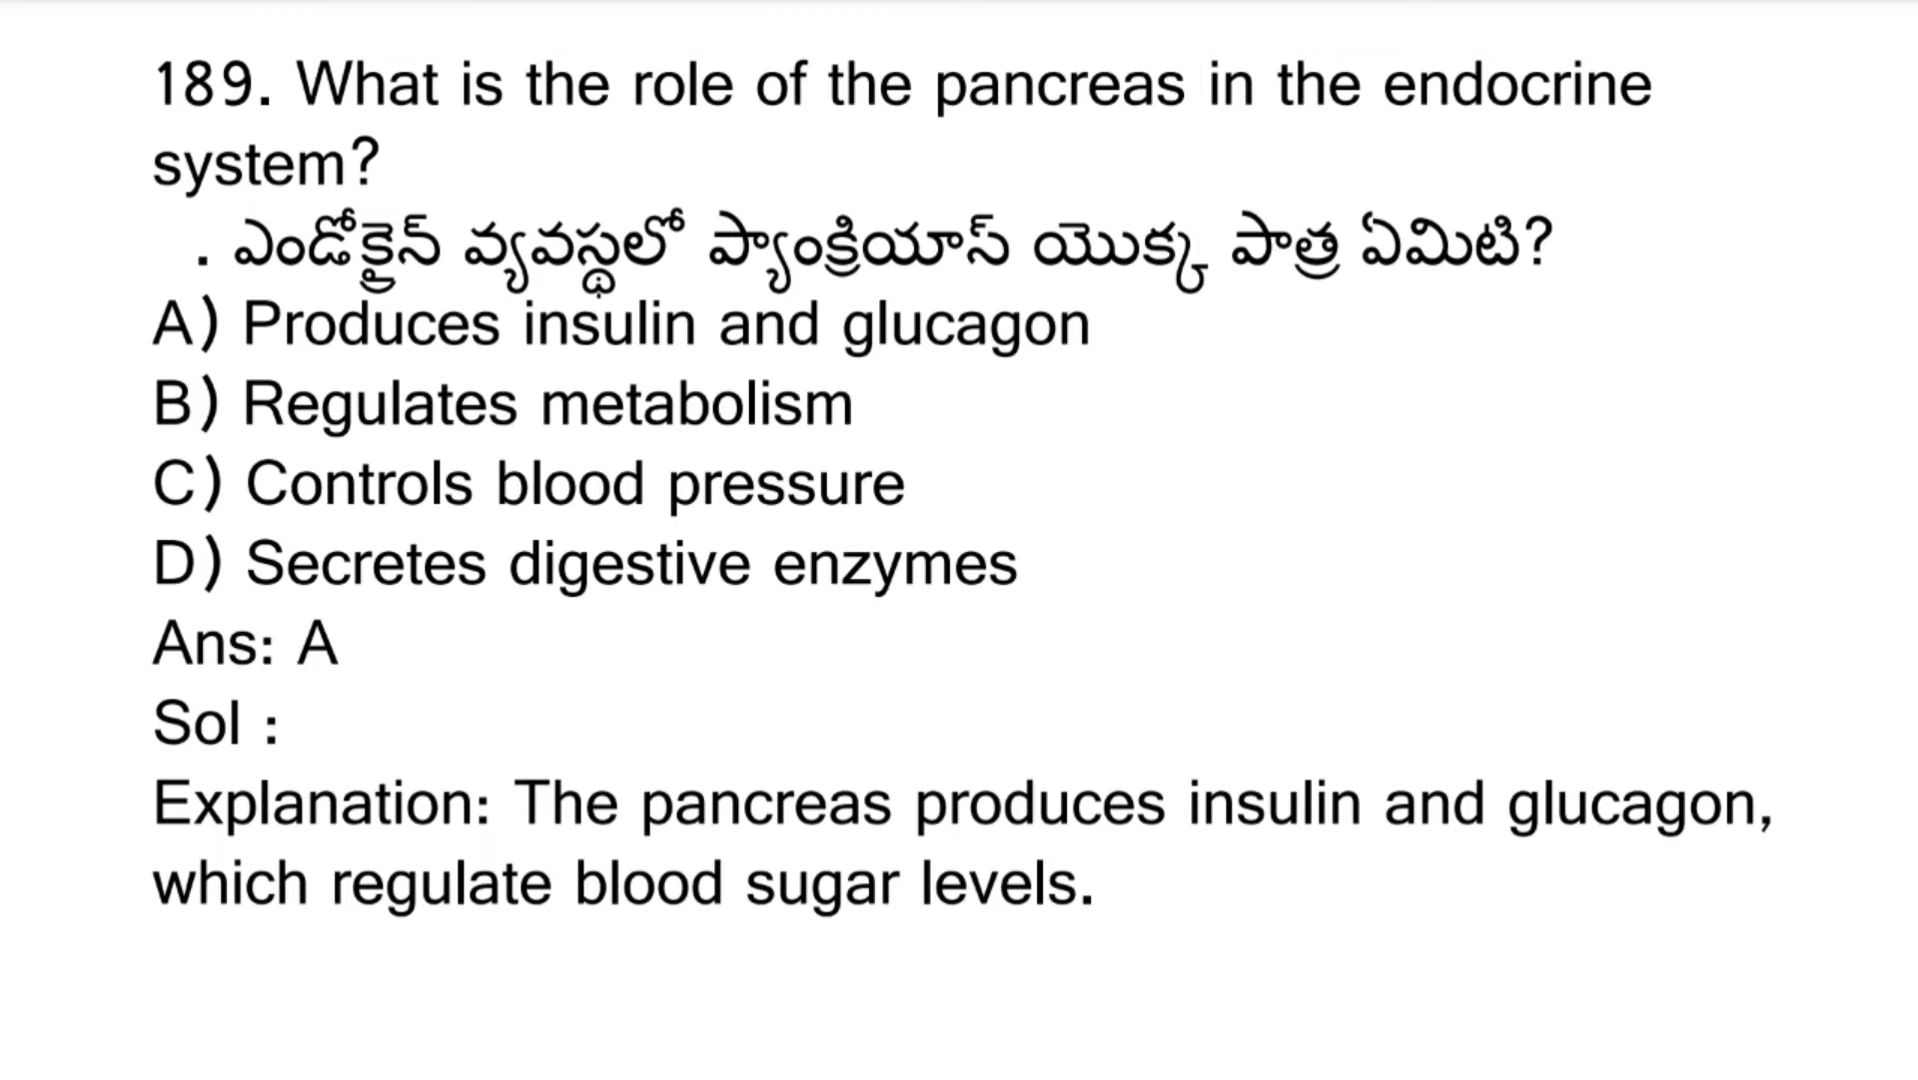 189. What is the role of the pancreas in the endocrine
system?
. ఎండోక్రైన్ వ్యవస్థలో ప్యాంక్రియాస్ యొక్క పాత్ర ఏమిటి?
A) Produces insulin and glucagon
B) Regulates metabolism
C) Controls blood pressure
D) Secretes digestive enzymes
Ans: A
Sol :
Explanation: The pancreas produces insulin and glucagon,
which regulate blood sugar levels.